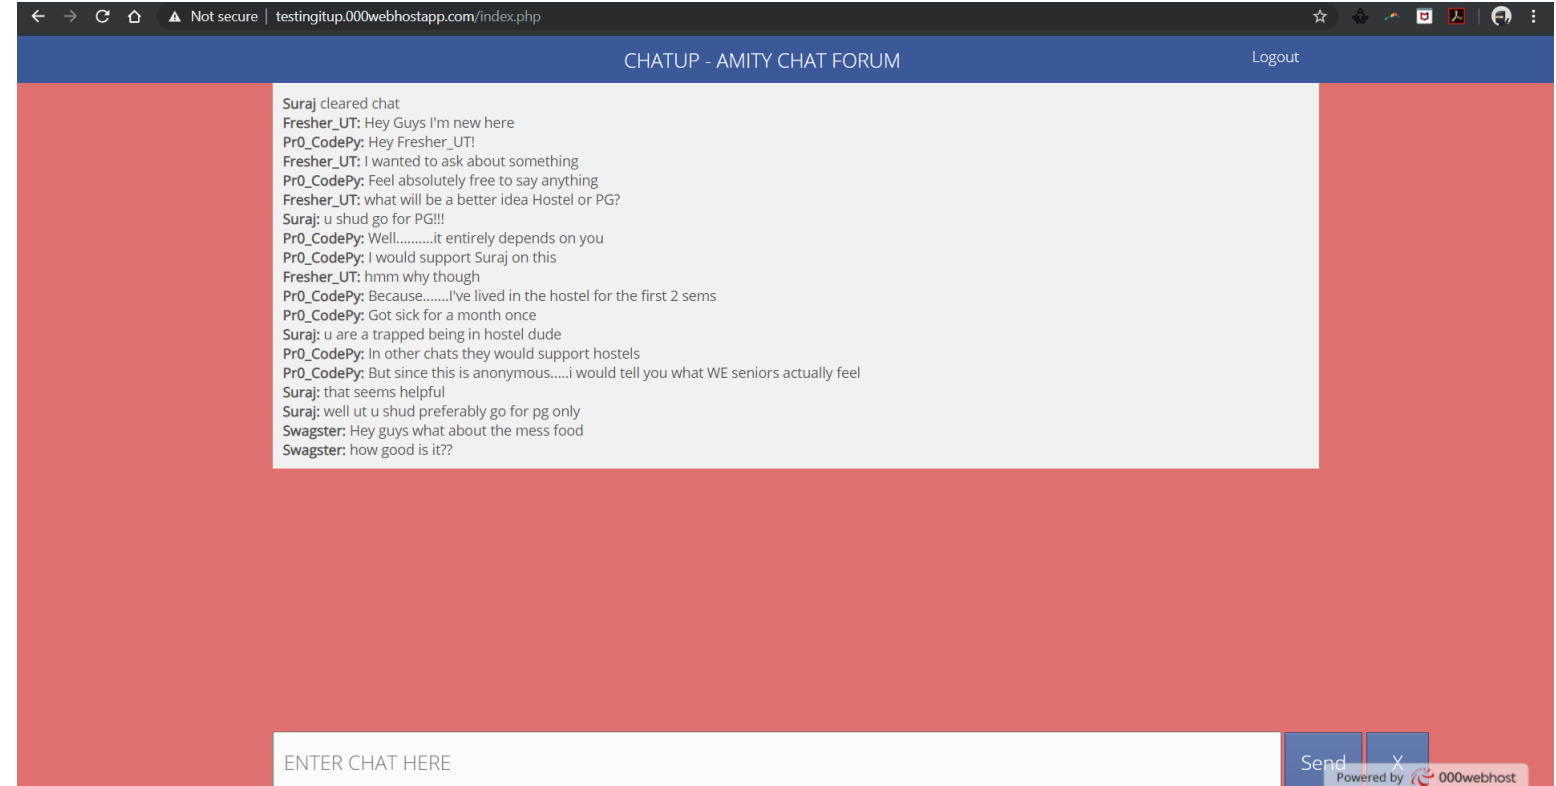 Not secure | testingitup.000webhostapp.com/index.php
CHATUP - AMITY CHAT FORUM
Logout
Suraj cleared chat
Fresher_UT: Hey Guys I'm new here
Pr0_CodePy: Hey Fresher_UT!
Fresher_UT: I wanted to ask about something
Pr0_CodePy: Feel absolutely free to say anything
Fresher_UT: what will be a better idea Hostel or PG?
Suraj: u shud go for PG!!!
Pr0_CodePy: Well..........it entirely depends on you
Pr0_CodePy: I would support Suraj on this
Fresher_UT: hmm why though
Pr0_CodePy: Because.......I've lived in the hostel for the first 2 sems
Pr0_CodePy: Got sick for a month once
Suraj: u are a trapped being in hostel dude
Pr0_CodePy: In other chats they would support hostels
Pr0_CodePy: But since this is anonymous.....i would tell you what WE seniors actually feel
Suraj: that seems helpful
Suraj: well ut u shud preferably go for pg only
Swagster: Hey guys what about the mess food
Swagster: how good is it??
ENTER CHAT HERE
Send
X
Powered by 000webhost